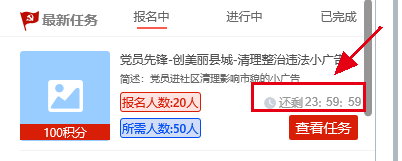 最新任务 报名中 进行中 已完成
党员先锋-创美丽县城-清理整治违法小广告
简述：党员进社区清理影响市貌的小广告
报名人数:20人 还剩23: 59: 59
100积分 所需人数:50人 查看任务